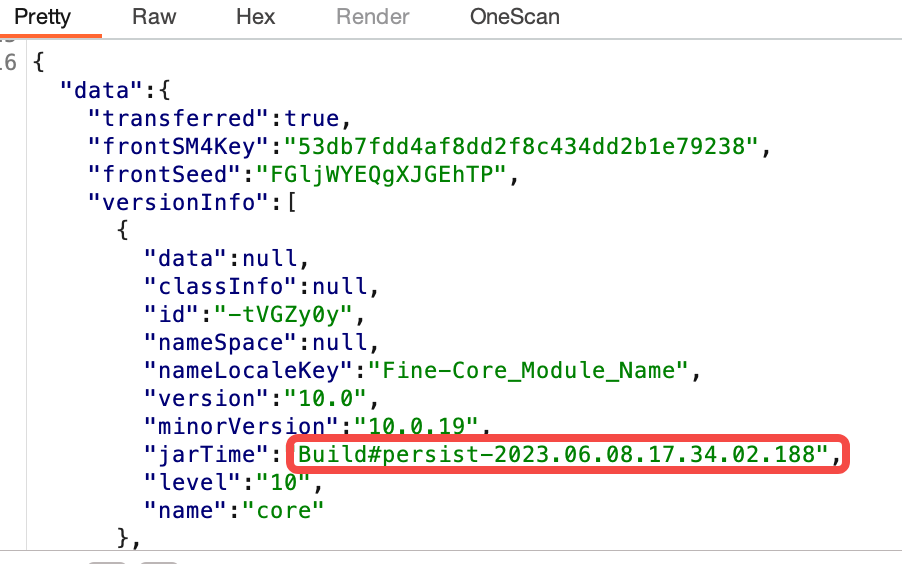 Pretty Raw Hex Render OneScan
16 {
"data":{
"transferred":true,
"frontSM4Key":"53db7fdd4af8dd2f8c434dd2b1e79238",
"frontSeed":"FGljWYEQgXJGEhTP",
"versionInfo":[
{
"data":null,
"classInfo":null,
"id":"-tVGZy0y",
"nameSpace":null,
"nameLocaleKey":"Fine-Core_Module_Name",
"version":"10.0",
"minorVersion":"10.0.19",
"jarTime": Build#persist-2023.06.08.17.34.02.188",
"level":"10",
"name":"core"
},